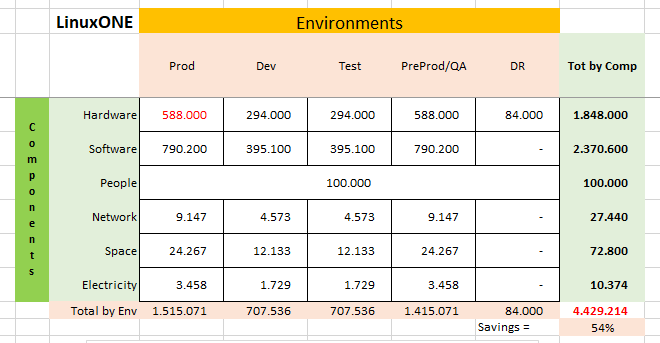 LinuxONE Environments
Prod Dev Test PreProd/QA DR Tot by Comp
Components
Hardware 588.000 294.000 294.000 588.000 84.000 1.848.000
Software 790.200 395.100 395.100 790.200 - 2.370.600
People 100.000 100.000
Network 9.147 4.573 4.573 9.147 - 27.440
Space 24.267 12.133 12.133 24.267 - 72.800
Electricity 3.458 1.729 1.729 3.458 - 10.374
Total by Env 1.515.071 707.536 707.536 1.415.071 84.000 4.429.214
Savings = 54%